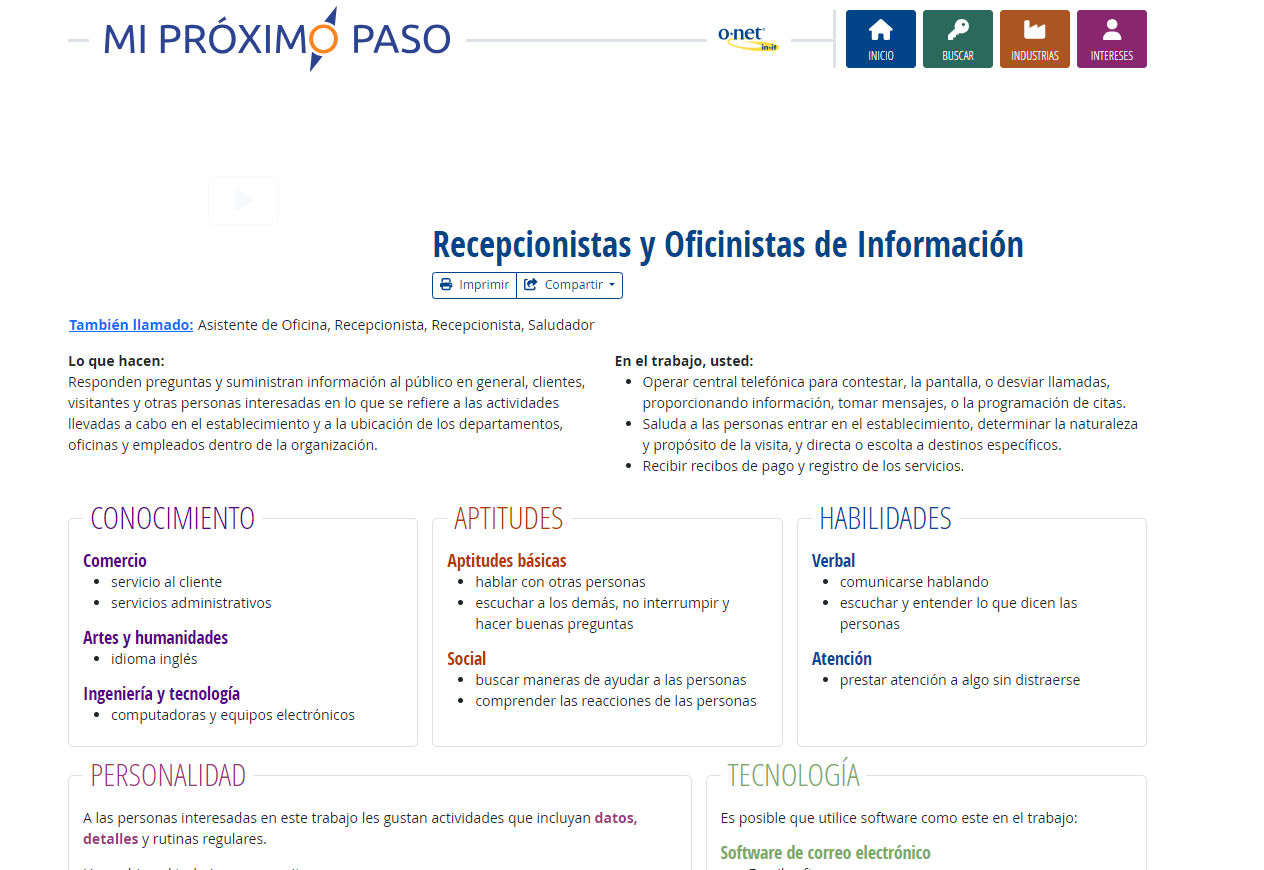 MI PRÓXIMO PASO
o·net in-it
INICIO
BUSCAR
INDUSTRIAS
INTERESES
Recepcionistas y Oficinistas de Información
Imprimir
Compartir
También llamado: Asistente de Oficina, Recepcionista, Recepcionista, Saludador
Lo que hacen:
Responden preguntas y suministran información al público en general, clientes,
visitantes y otras personas interesadas en lo que se refiere a las actividades
llevadas a cabo en el establecimiento y a la ubicación de los departamentos,
oficinas y empleados dentro de la organización.
En el trabajo, usted:
• Operar central telefónica para contestar, la pantalla, o desviar llamadas,
proporcionando información, tomar mensajes, o la programación de citas.
• Saluda a las personas entrar en el establecimiento, determinar la naturaleza
y propósito de la visita, y directa o escolta a destinos específicos.
• Recibir recibos de pago y registro de los servicios.
CONOCIMIENTO
Comercio
• servicio al cliente
• servicios administrativos
Artes y humanidades
• idioma inglés
Ingeniería y tecnología
• computadoras y equipos electrónicos
APTITUDES
Aptitudes básicas
• hablar con otras personas
• escuchar a los demás, no interrumpir y
hacer buenas preguntas
Social
• buscar maneras de ayudar a las personas
• comprender las reacciones de las personas
HABILIDADES
Verbal
• comunicarse hablando
• escuchar y entender lo que dicen las
personas
Atención
• prestar atención a algo sin distraerse
PERSONALIDAD
A las personas interesadas en este trabajo les gustan actividades que incluyan datos,
detalles y rutinas regulares.
TECNOLOGÍA
Es posible que utilice software como este en el trabajo:
Software de correo electrónico